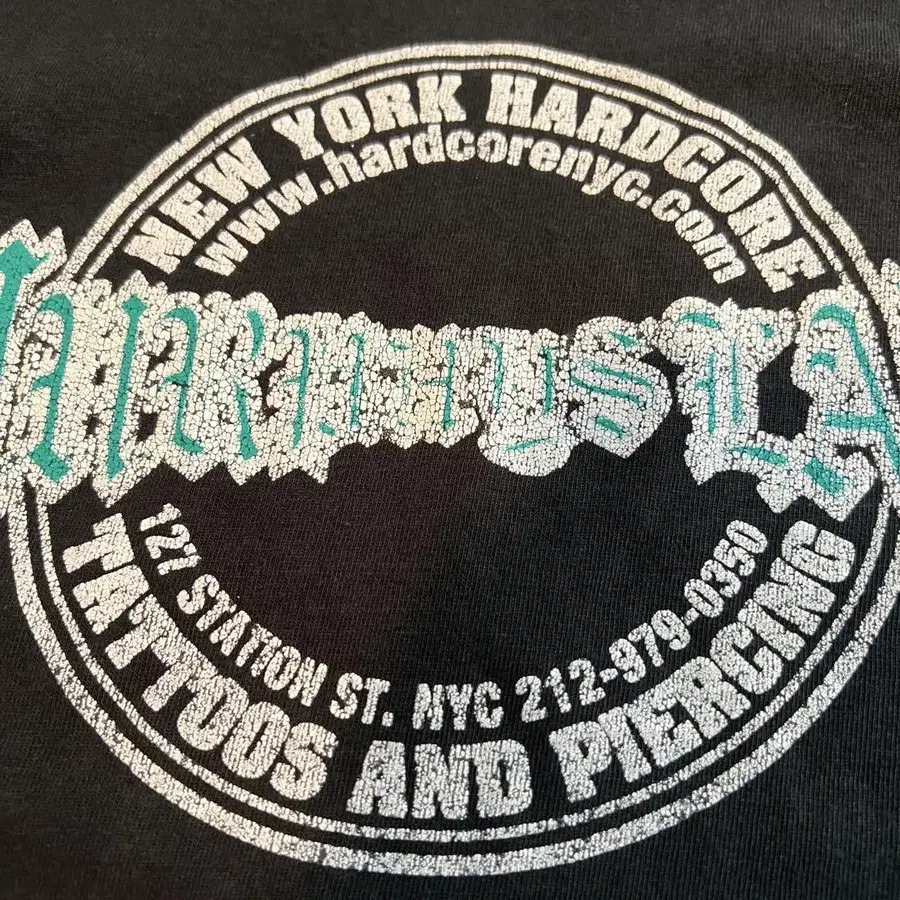 NEW YORK HARDCORE
www.hardcorenyc.com
127 STATION ST. NYC 212-979-0350
TATTOOS AND PIERCING